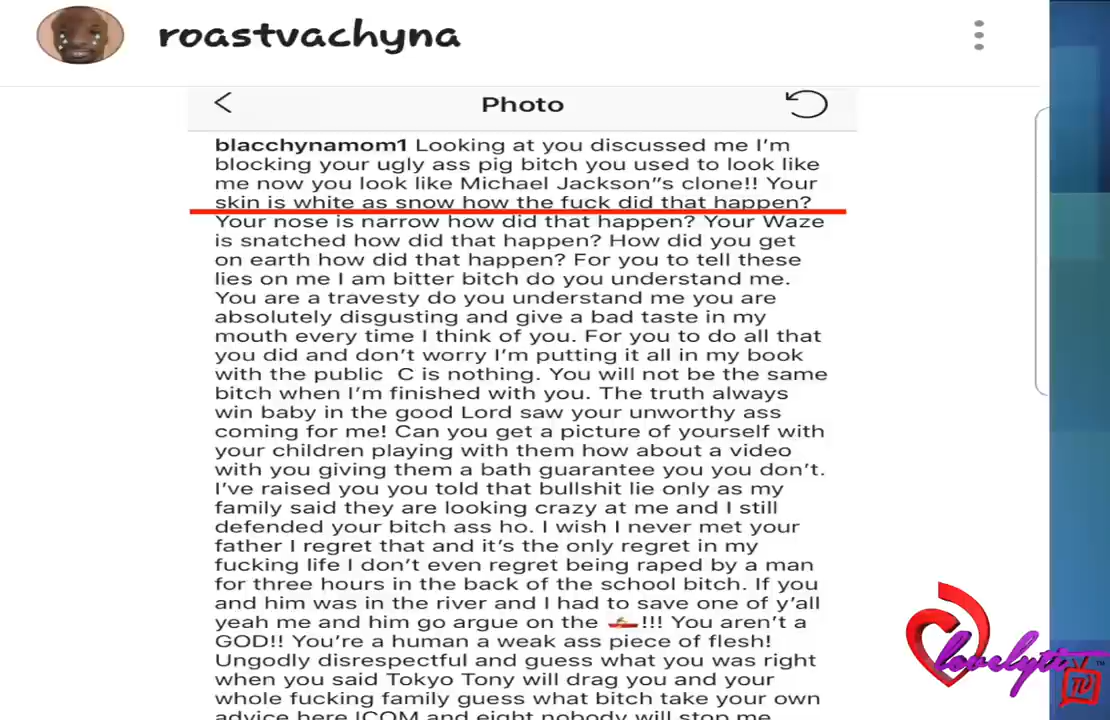 roastvachyna
Photo
blacchynamom1 Looking at you discussed me I'm
blocking your ugly ass pig bitch you used to look like
me now you look like Michael Jackson"s clone!! Your
skin is white as snow how the fuck did that happen?
Your nose is narrow how did that happen? Your Waze
is snatched how did that happen? How did you get
on earth how did that happen? For you to tell these
lies on me I am bitter bitch do you understand me.
You are a travesty do you understand me you are
absolutely disgusting and give a bad taste in my
mouth every time I think of you. For you to do all that
you did and don't worry I'm putting it all in my book
with the public  C is nothing. You will not be the same
bitch when I'm finished with you. The truth always
win baby in the good Lord saw your unworthy ass
coming for me! Can you get a picture of yourself with
your children playing with them how about a video
with you giving them a bath guarantee you you don't.
I've raised you you told that bullshit lie only as my
family said they are looking crazy at me and I still
defended your bitch ass ho. I wish I never met your
father I regret that and it's the only regret in my
fucking life I don't even regret being raped by a man
for three hours in the back of the school bitch. If you
and him was in the river and I had to save one of y'all
yeah me and him go argue on the 🚤!!! You aren't a
GOD!! You're a human a weak ass piece of flesh!
Ungodly disrespectful and guess what you was right
when you said Tokyo Tony will drag you and your
whole fucking family guess what bitch take your own
advice here ICOM and eight nobody will stop me
lovelytitv
TV